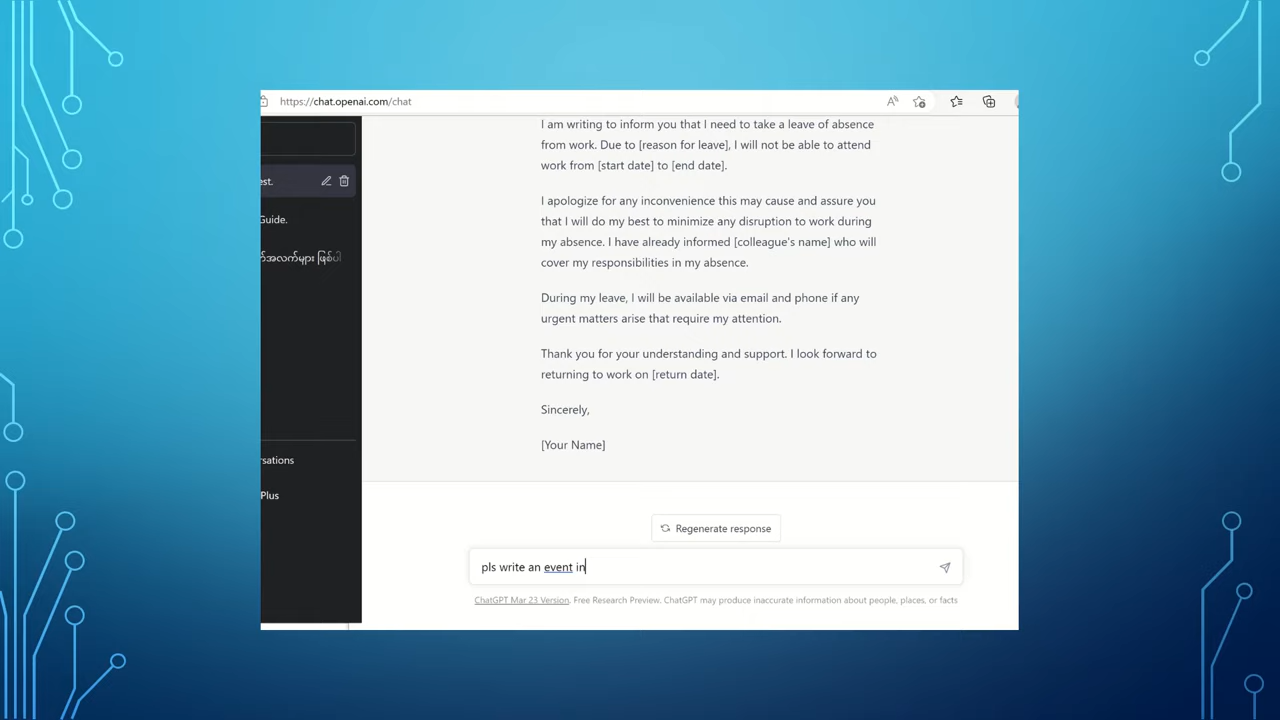 https://chat.openai.com/chat
I am writing to inform you that I need to take a leave of absence
from work. Due to [reason for leave], I will not be able to attend
work from [start date] to [end date].
est.
I apologize for any inconvenience this may cause and assure you
that I will do my best to minimize any disruption to work during
my absence. I have already informed [colleague's name] who will
cover my responsibilities in my absence.
Guide.
During my leave, I will be available via email and phone if any
urgent matters arise that require my attention.
Thank you for your understanding and support. I look forward to
returning to work on [return date].
Sincerely,
[Your Name]
rsations
Plus
Regenerate response
pls write an event in
ChatGPT Mar 23 Version. Free Research Preview. ChatGPT may produce inaccurate information about people, places, or facts